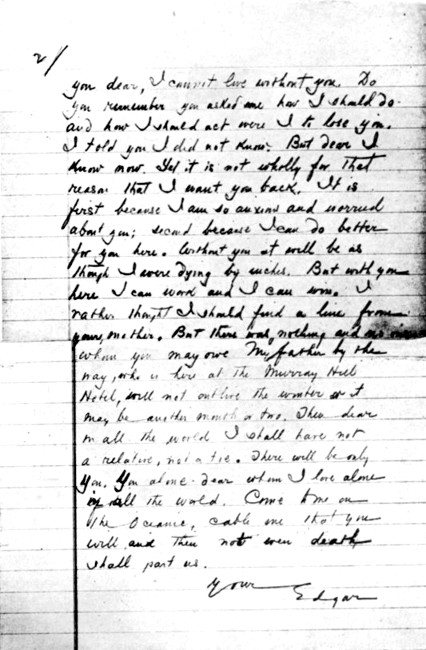 2/
you dear, I cannot live without you. Do
you remember you asked me how I should do
and how I should act were I to lose you.
I told you I did not know. But dear I
know now. Yet it is not wholly for that
reason that I want you back. It is
first because I am so anxious and worried
about you; second because I can do better
for you here. Without you it will be as
though I were dying by inches. But with you
here I can work and I can win. I
rather thought I should find a line from
your mother. But there was nothing and
whom you may owe My father by the
way, who is here at the Murray Hill
Hotel, will not outlive the winter or it
may be another month or two. Then dear
in all the world I shall have not
a relative, not a tie. There will be only
you. You alone dear whom I love alone
in all the world. Come to me on
the Oceanic, cable me that you
will and then not even death
shall part us.
Your
Edgar